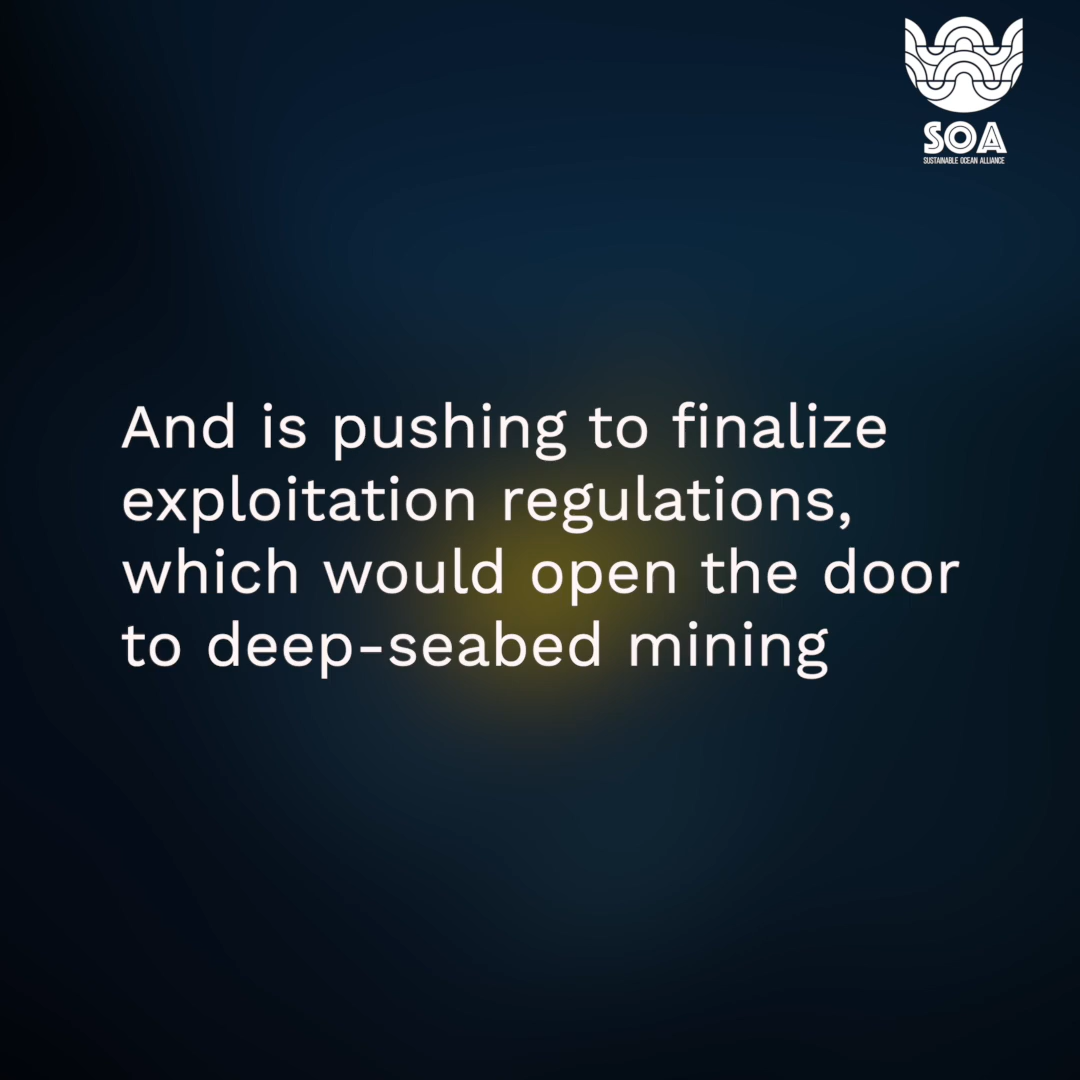 SOA
SUSTAINABLE OCEAN ALLIANCE
And is pushing to finalize
exploitation regulations,
which would open the door
to deep-seabed mining